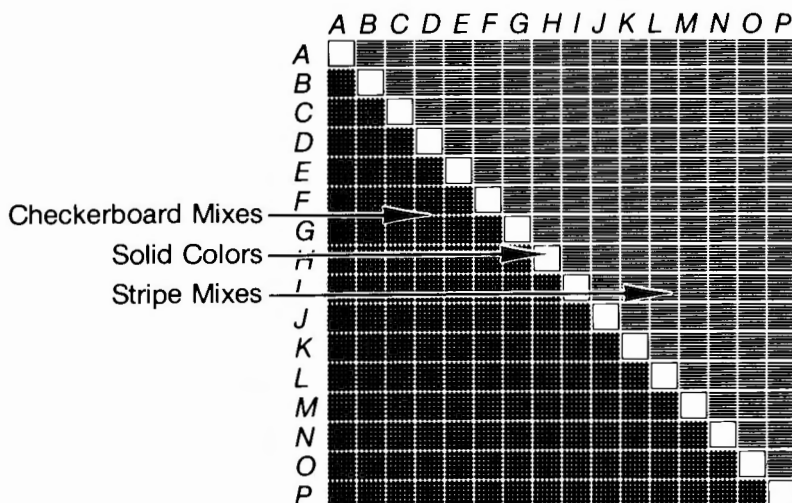 A B C D E F G H I J K L M N O P
A
B
C
D
E
F
Checkerboard Mixes
G
Solid Colors
H
Stripe Mixes
I
J
K
L
M
N
O
P